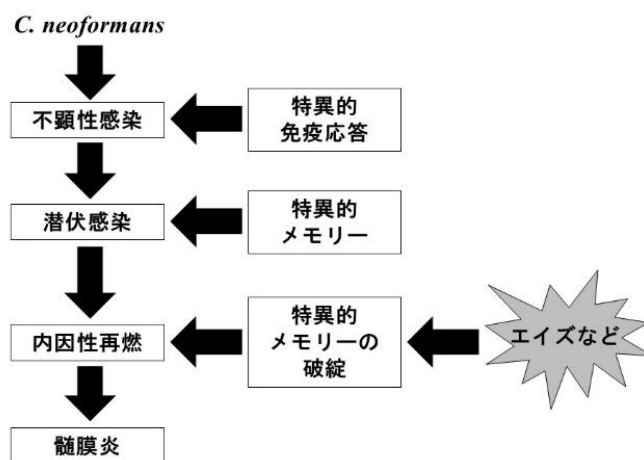 C. neoformans
不顕性感染
特異的
免疫応答
潜伏感染
特異的
メモリー
内因性再燃
特異的
メモリーの
破綻
エイズなど
髄膜炎